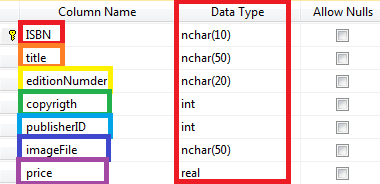 Column Name Data Type Allow Nulls
ISBN nchar(10)
title nchar(50)
editionNumder nchar(20)
copyrigth int
publisherID int
imageFile nchar(50)
price real